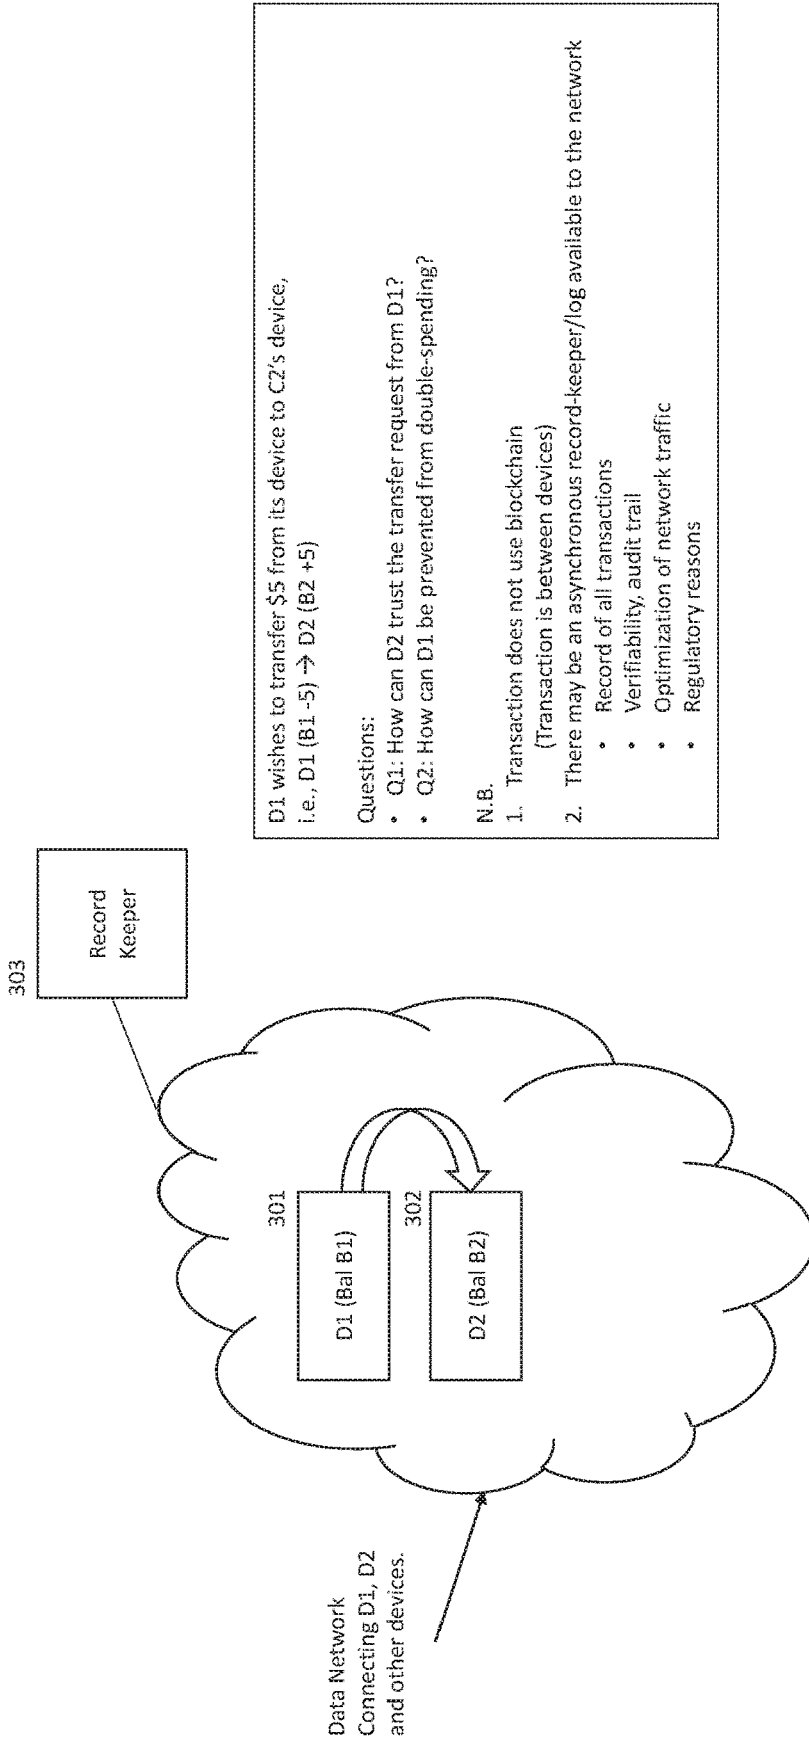 303
Record
Keeper
301
D1 (Bal B1)
302
D2 (Bal B2)
Data Network
Connecting D1, D2
and other devices.
D1 wishes to transfer $5 from its device to C2's device,
i.e., D1 (B1 -5) → D2 (B2 +5)
Questions:
• Q1: How can D2 trust the transfer request from D1?
• Q2: How can D1 be prevented from double-spending?
N.B.
1. Transaction does not use blockchain
(Transaction is between devices)
2. There may be an asynchronous record-keeper/log available to the network
• Record of all transactions
• Verifiability, audit trail
• Optimization of network traffic
• Regulatory reasons